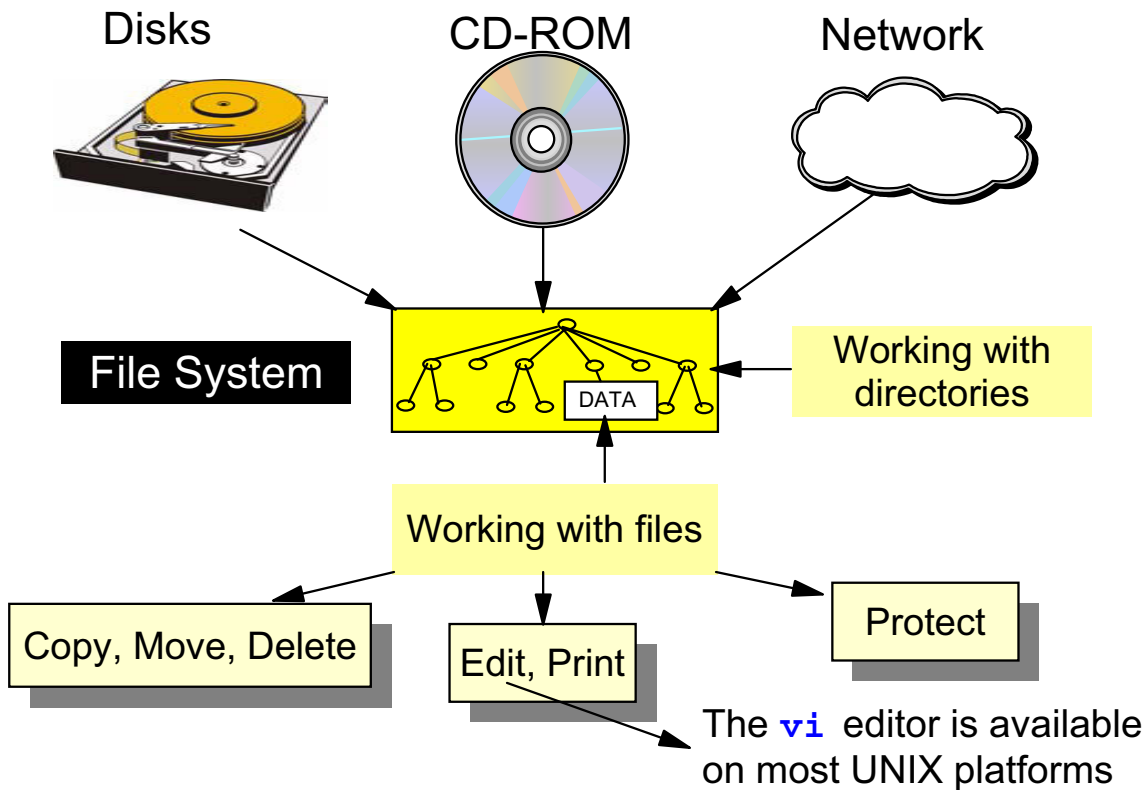 Disks
CD-ROM
Network
File System
DATA
Working with
directories
Working with files
Copy, Move, Delete
Edit, Print
Protect
The vi editor is available
on most UNIX platforms